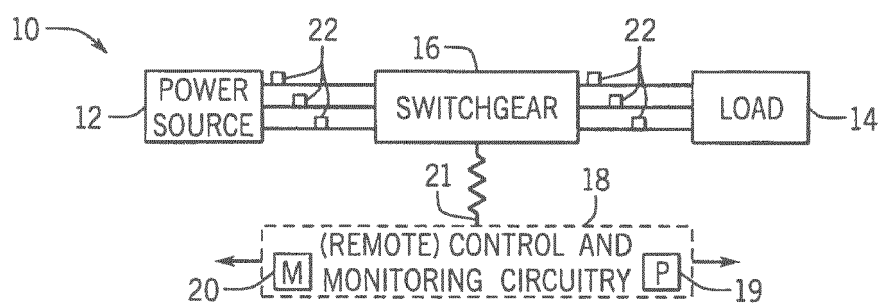 10
22
16
22
POWER
SOURCE
12
SWITCHGEAR
LOAD
14
21
18
(REMOTE) CONTROL AND
MONITORING CIRCUITRY
M
P
20
19